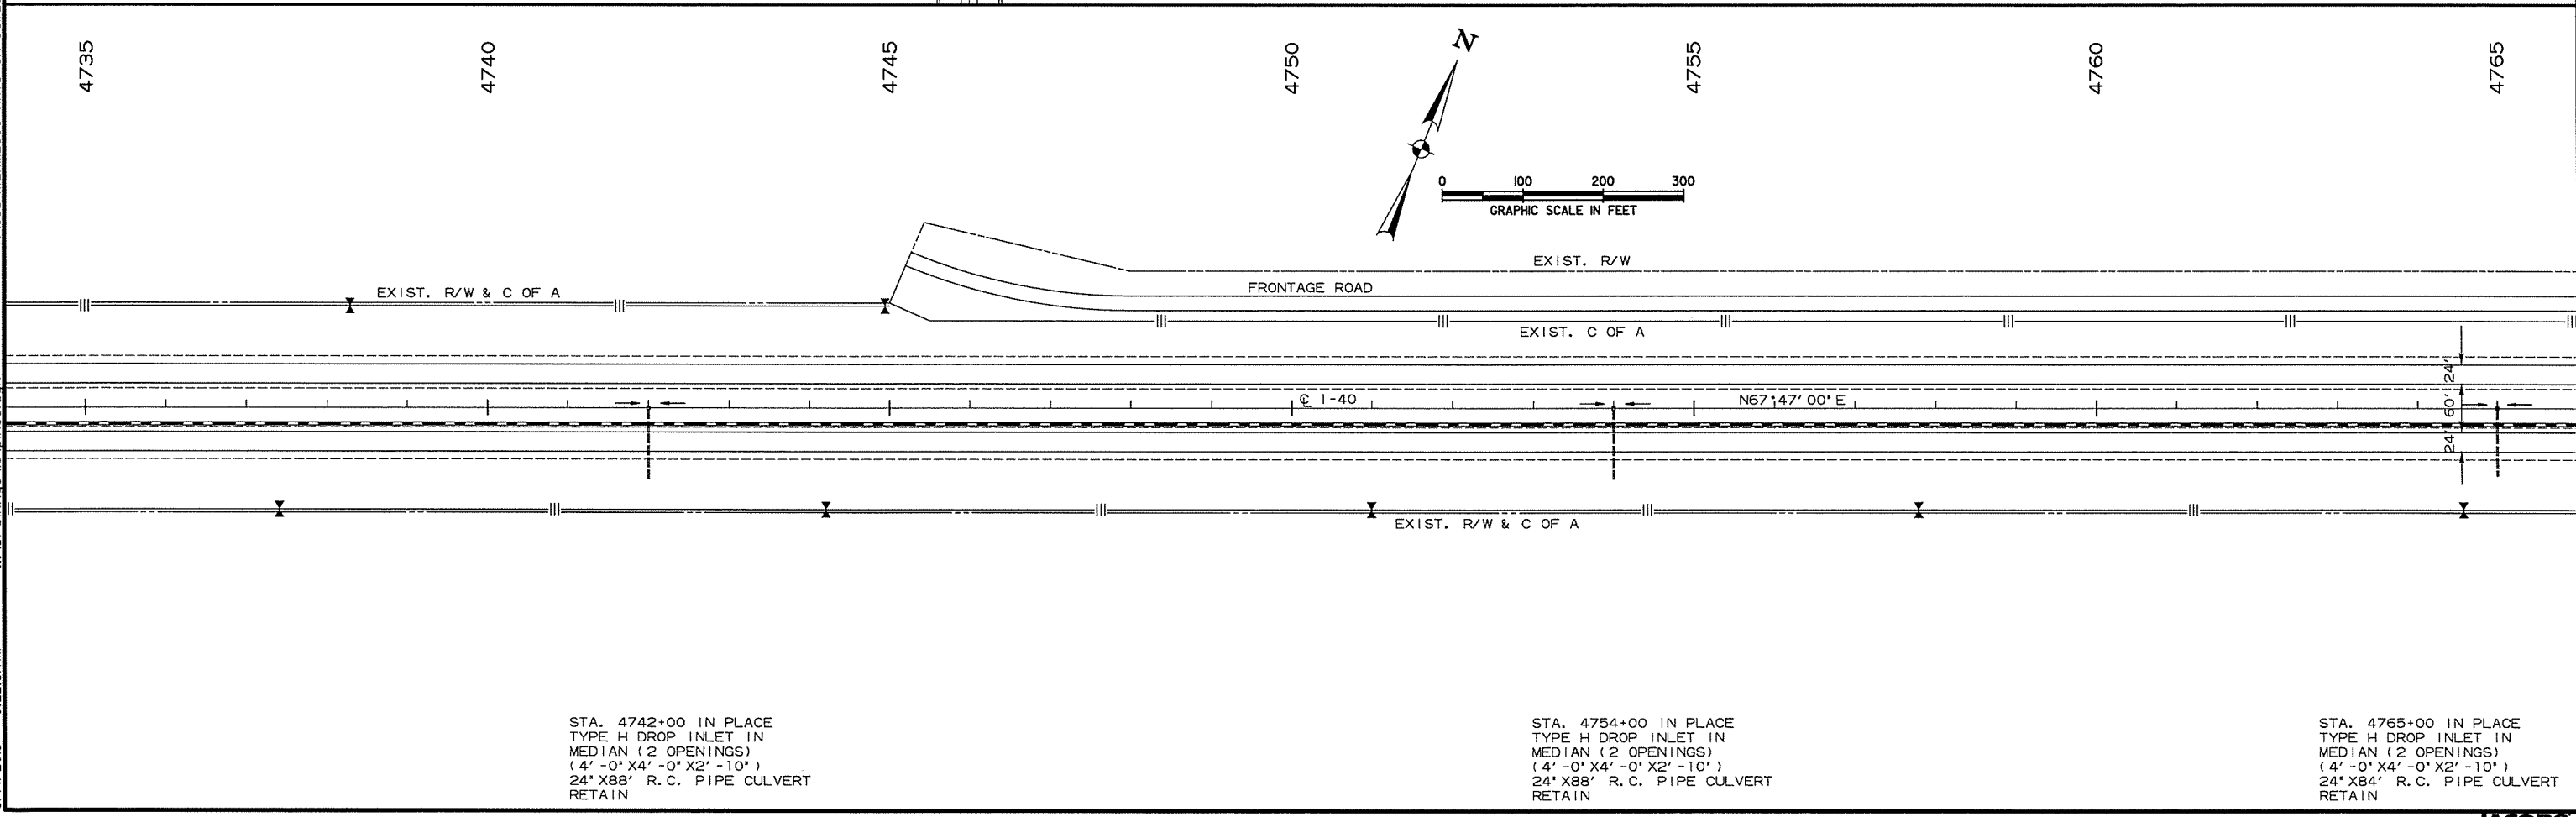 4735
4740
4745
4750
4755
4760
4765
N
0 100 200 300
GRAPHIC SCALE IN FEET
EXIST. R/W
EXIST. R/W & C OF A
FRONTAGE ROAD
EXIST. C OF A
24'
60'
24'
℄ I-40
N67°47'00"E
EXIST. R/W & C OF A
STA. 4742+00 IN PLACE
TYPE H DROP INLET IN
MEDIAN (2 OPENINGS)
(4'-0"X4'-0"X2'-10")
24"X88' R.C. PIPE CULVERT
RETAIN
STA. 4754+00 IN PLACE
TYPE H DROP INLET IN
MEDIAN (2 OPENINGS)
(4'-0"X4'-0"X2'-10")
24"X88' R.C. PIPE CULVERT
RETAIN
STA. 4765+00 IN PLACE
TYPE H DROP INLET IN
MEDIAN (2 OPENINGS)
(4'-0"X4'-0"X2'-10")
24"X84' R.C. PIPE CULVERT
RETAIN